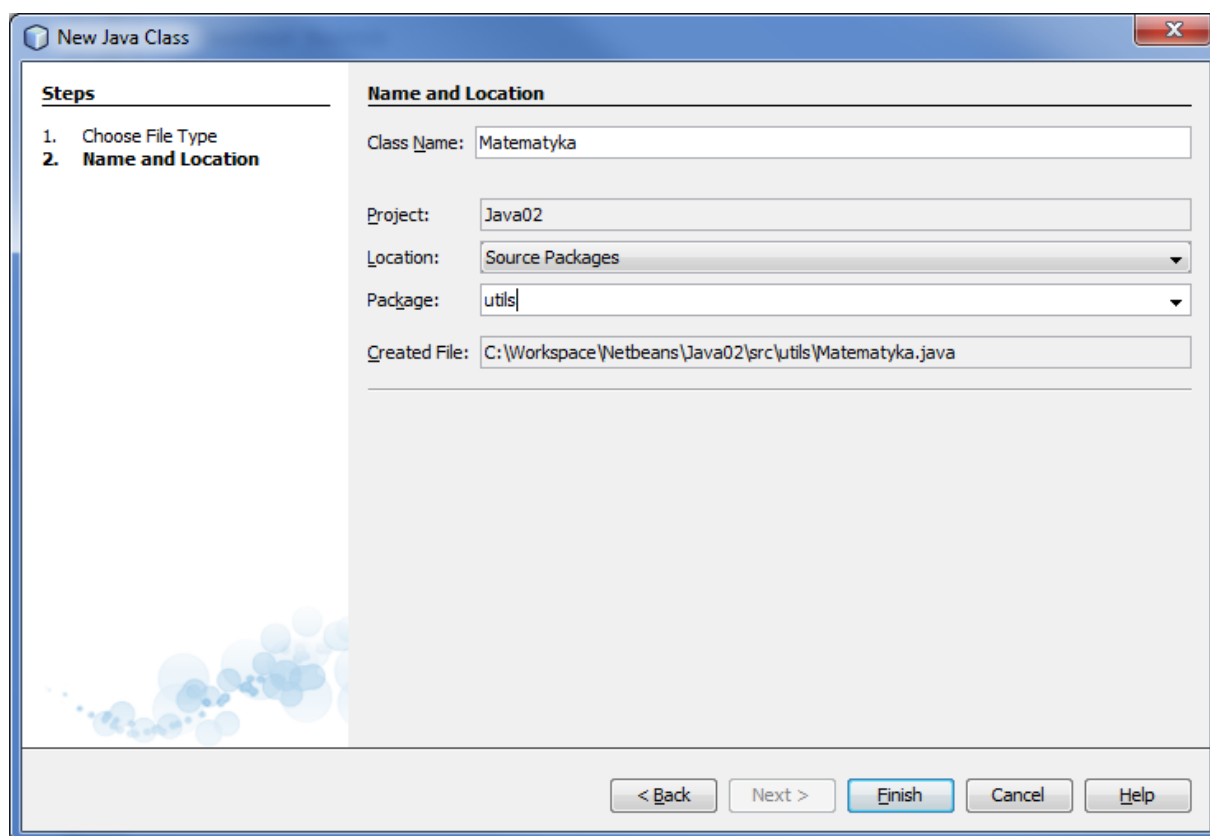 New Java Class
Steps
1. Choose File Type
2. Name and Location
Name and Location
Class Name: Matematyka
Project: Java02
Location: Source Packages
Package: utils
Created File: C:\Workspace\Netbeans\Java02\src\utils\Matematyka.java
< Back Next > Finish Cancel Help